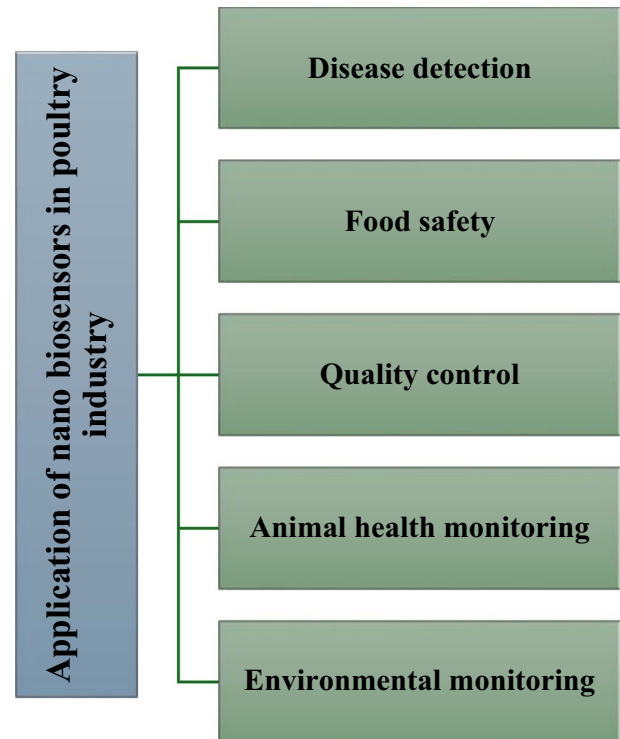 Application of nano biosensors in poultry
industry
Disease detection
Food safety
Quality control
Animal health monitoring
Environmental monitoring